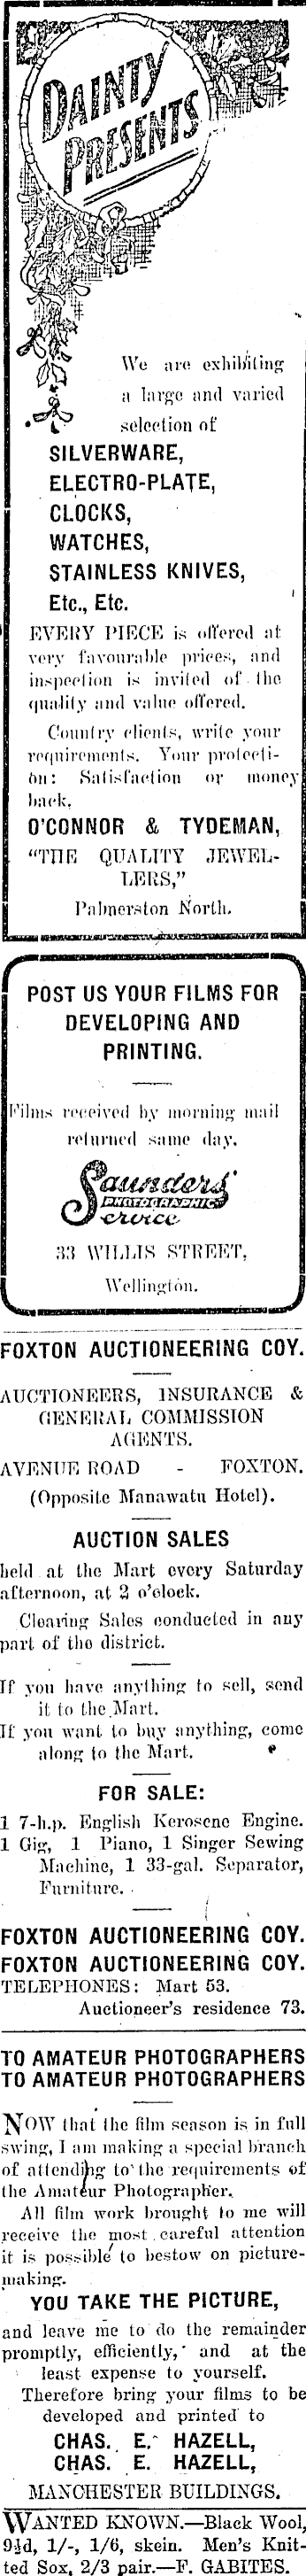 DAINTY
PRESENTS
We are exhibiting
a large and varied
selection of
SILVERWARE,
ELECTRO-PLATE,
CLOCKS,
WATCHES,
STAINLESS KNIVES,
Etc., Etc.
EVERY PIECE is offered at
very favourable prices, and
inspection is invited of the
quality and value offered.
Country clients, write your
requirements. Your protecti-
on: Satisfaction or money
back.
O'CONNOR & TYDEMAN,
"THE QUALITY JEWEL-
LERS,"
Palmerston North.
POST US YOUR FILMS FOR
DEVELOPING AND
PRINTING.
Films received by morning mail
returned same day.
Saunders'
PHOTOGRAPHIC
Service
33 WILLIS STREET,
Wellington.
FOXTON AUCTIONEERING COY.
AUCTIONEERS, INSURANCE &
GENERAL COMMISSION
AGENTS.
AVENUE ROAD - FOXTON.
(Opposite Manawatu Hotel).
AUCTION SALES
held at the Mart every Saturday
afternoon, at 2 o'clock.
Clearing Sales conducted in any
part of the district.
If you have anything to sell, send
it to the Mart.
If you want to buy anything, come
along to the Mart.
FOR SALE:
1 7-h.p. English Kerosene Engine.
1 Gig, 1 Piano, 1 Singer Sewing
Machine, 1 33-gal. Separator,
Furniture.
FOXTON AUCTIONEERING COY.
FOXTON AUCTIONEERING COY.
TELEPHONES: Mart 53.
Auctioneer's residence 73.
TO AMATEUR PHOTOGRAPHERS
TO AMATEUR PHOTOGRAPHERS
NOW that the film season is in full
swing, I am making a special branch
of attending to the requirements of
the Amateur Photographer.
All film work brought to me will
receive the most careful attention
it is possible to bestow on picture-
making.
YOU TAKE THE PICTURE,
and leave me to do the remainder
promptly, efficiently, and at the
least expense to yourself.
Therefore bring your films to be
developed and printed to
CHAS. E. HAZELL,
CHAS. E. HAZELL,
MANCHESTER BUILDINGS.
WANTED KNOWN.—Black Wool,
9½d, 1/-, 1/6, skein. Men's Knit-
ted Sox, 2/3 pair.—F. GABITES.